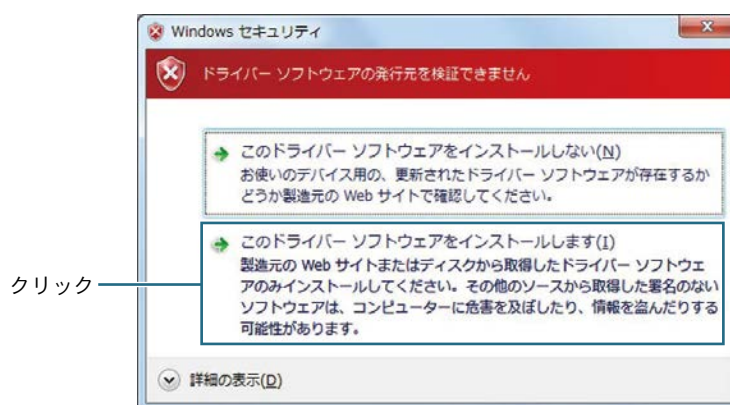 Windows セキュリティ
ドライバー ソフトウェアの発行元を検証できません
このドライバー ソフトウェアをインストールしない(N)
お使いのデバイス用の、更新されたドライバー ソフトウェアが存在するか
どうか製造元の Web サイトで確認してください。
このドライバー ソフトウェアをインストールします(I)
製造元の Web サイトまたはディスクから取得したドライバー ソフトウェ
アのみインストールしてください。その他のソースから取得した署名のない
ソフトウェアは、コンピューターに危害を及ぼしたり、情報を盗んだりする
可能性があります。
クリック
詳細の表示(D)